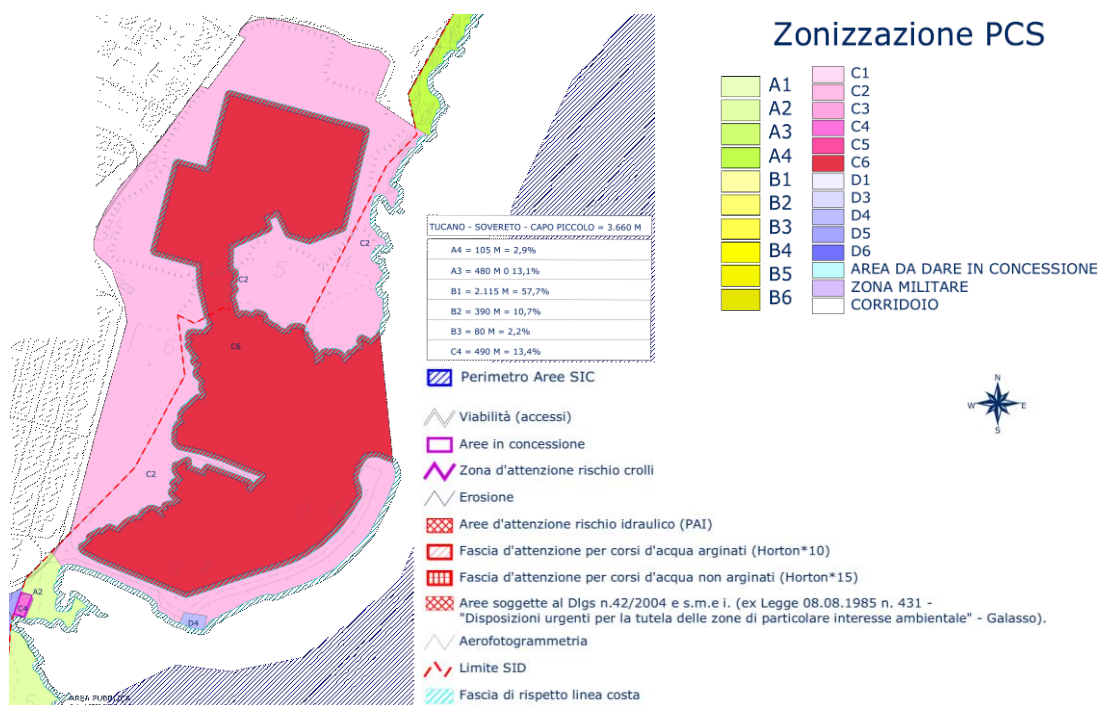 Zonizzazione PCS
A1
A2
A3
A4
B1
B2
B3
B4
B5
B6
C1
C2
C3
C4
C5
C6
D1
D3
D4
D5
D6
AREA DA DARE IN CONCESSIONE
ZONA MILITARE
CORRIDOIO
TUCANO - SOVERETO - CAPO PICCOLO = 3.660 M
A4 = 105 M = 2,9%
A3 = 480 M 0 13,1%
B1 = 2.115 M = 57,7%
B2 = 390 M = 10,7%
B3 = 80 M = 2,2%
C4 = 490 M = 13,4%
Perimetro Aree SIC
Viabilità (accessi)
Aree in concessione
Zona d'attenzione rischio crolli
Erosione
Aree d'attenzione rischio idraulico (PAI)
Fascia d'attenzione per corsi d'acqua arginati (Horton*10)
Fascia d'attenzione per corsi d'acqua non arginati (Horton*15)
Aree soggette al Dlgs n.42/2004 e s.m.e i. (ex Legge 08.08.1985 n. 431 -
"Disposizioni urgenti per la tutela delle zone di particolare interesse ambientale" - Galasso).
Aerofotogrammetria
Limite SID
Fascia di rispetto linea costa
N
W
E
S
C2
C2
C6
C2
A2
C4
D4
5
6
5
AREA PUBBLICA